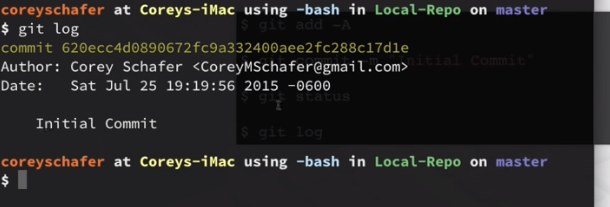 coreyschafer at Coreys-iMac using -bash in Local-Repo on master
$ git log
commit 620ecc4d0890672fc9a332400aee2fc288c17d1e
Author: Corey Schafer <CoreyMSchafer@gmail.com>
Date:   Sat Jul 25 19:19:56 2015 -0600
Initial Commit
coreyschafer at Coreys-iMac using -bash in Local-Repo on master
$
$ git add -A
"Initial Commit"
$ git status
$ git log